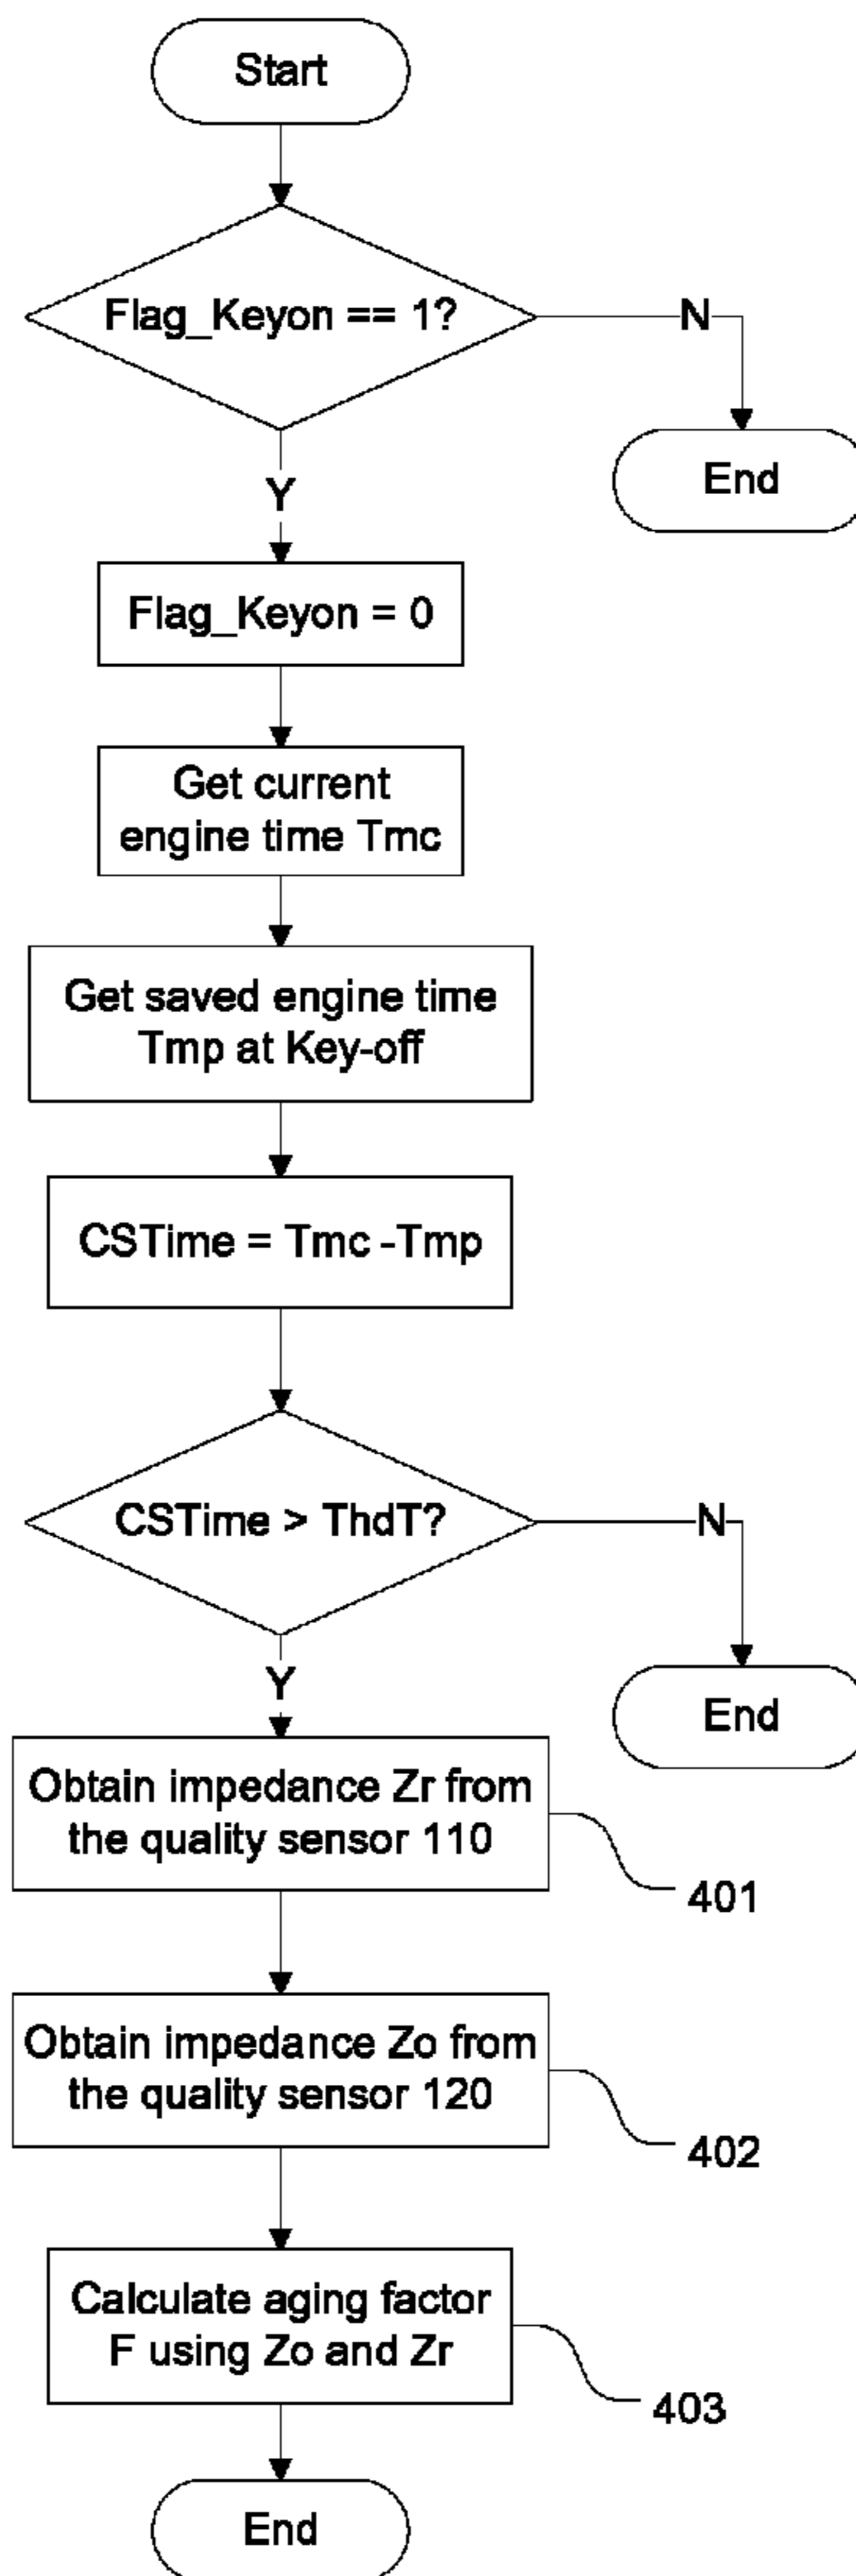 Start
Flag_Keyon == 1?
N
End
Y
Flag_Keyon = 0
Get current
engine time Tmc
Get saved engine time
Tmp at Key-off
CSTime = Tmc -Tmp
CSTime > ThdT?
N
End
Y
Obtain impedance Zr from
the quality sensor 110
401
Obtain impedance Zo from
the quality sensor 120
402
Calculate aging factor
F using Zo and Zr
403
End